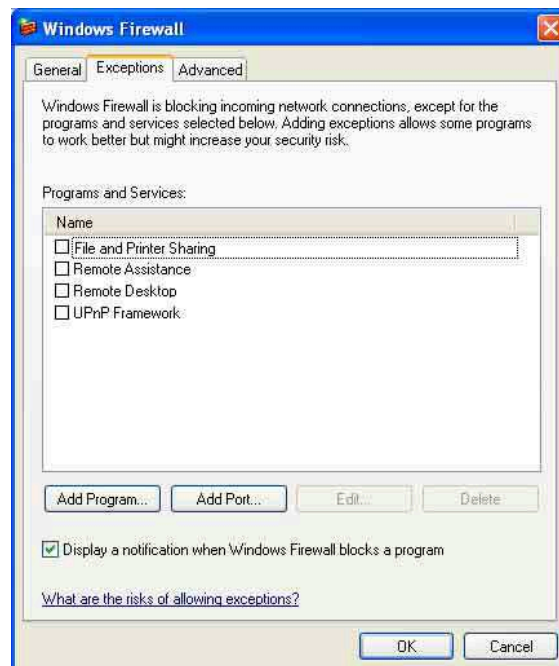 Windows Firewall
General Exceptions Advanced
Windows Firewall is blocking incoming network connections, except for the
programs and services selected below. Adding exceptions allows some programs
to work better but might increase your security risk.
Programs and Services:
Name
File and Printer Sharing
Remote Assistance
Remote Desktop
UPnP Framework
Add Program... Add Port... Edit... Delete
Display a notification when Windows Firewall blocks a program
What are the risks of allowing exceptions?
OK Cancel